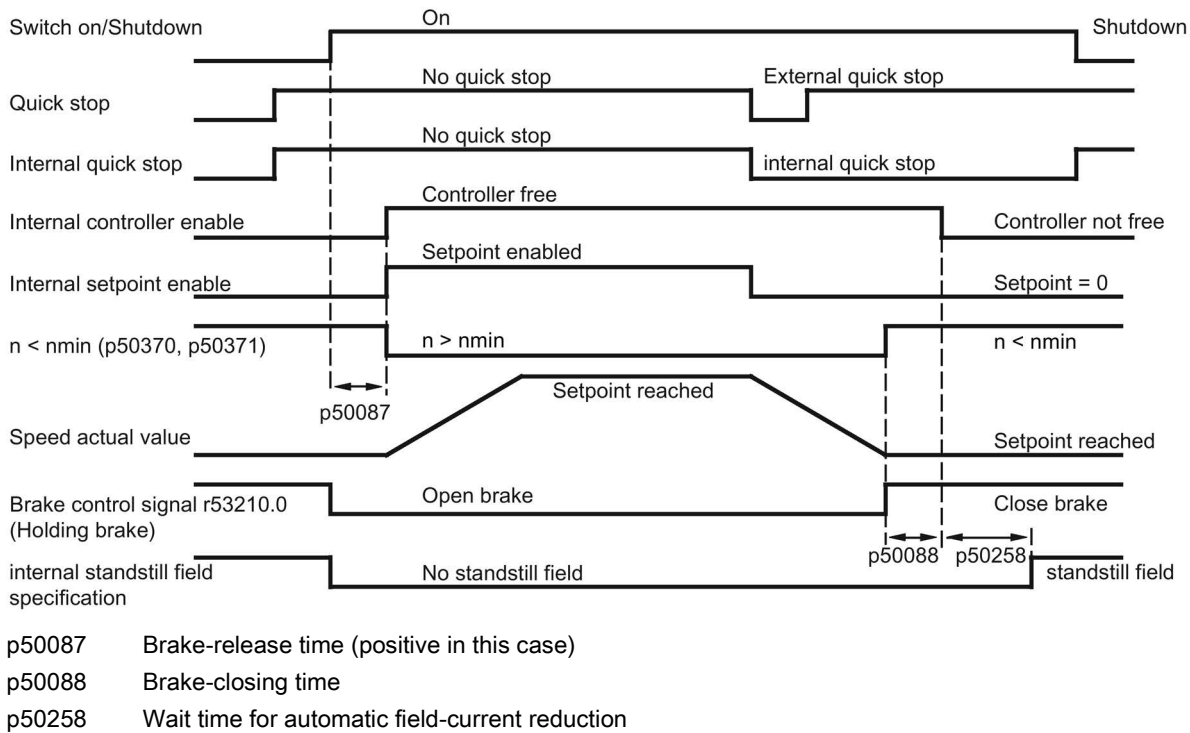 Switch on/Shutdown
On
Shutdown
Quick stop
No quick stop
External quick stop
Internal quick stop
No quick stop
internal quick stop
Internal controller enable
Controller free
Controller not free
Internal setpoint enable
Setpoint enabled
Setpoint = 0
n < nmin (p50370, p50371)
n > nmin
n < nmin
p50087
Setpoint reached
Speed actual value
Setpoint reached
Brake control signal r53210.0
(Holding brake)
Open brake
Close brake
p50088
p50258
internal standstill field
specification
No standstill field
standstill field
p50087 Brake-release time (positive in this case)
p50088 Brake-closing time
p50258 Wait time for automatic field-current reduction